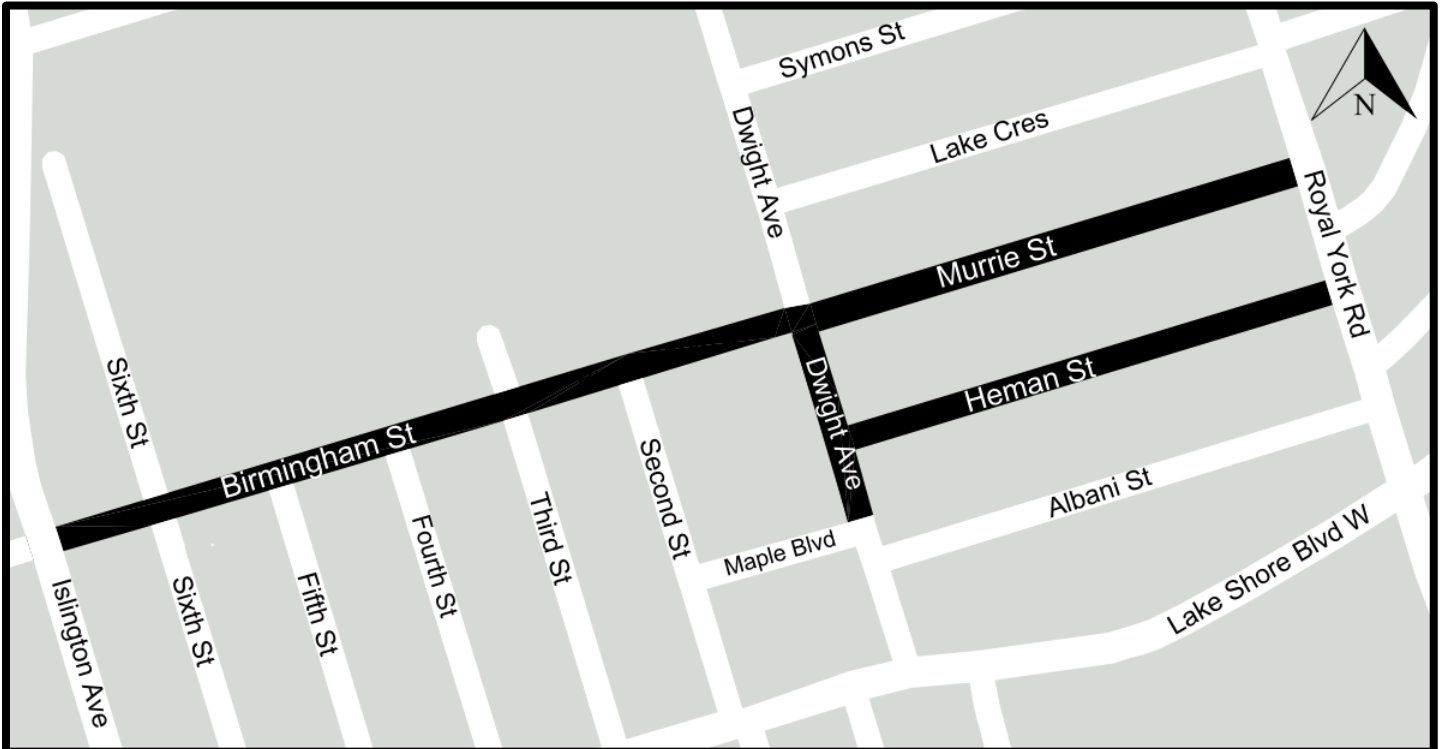 Symons St
Dwight Ave
Lake Cres
N
Royal York Rd
Murrie St
Heman St
Dwight Ave
Sixth St
Birmingham St
Second St
Third St
Fourth St
Albani St
Maple Blvd
Lake Shore Blvd W
Islington Ave
Sixth St
Fifth St